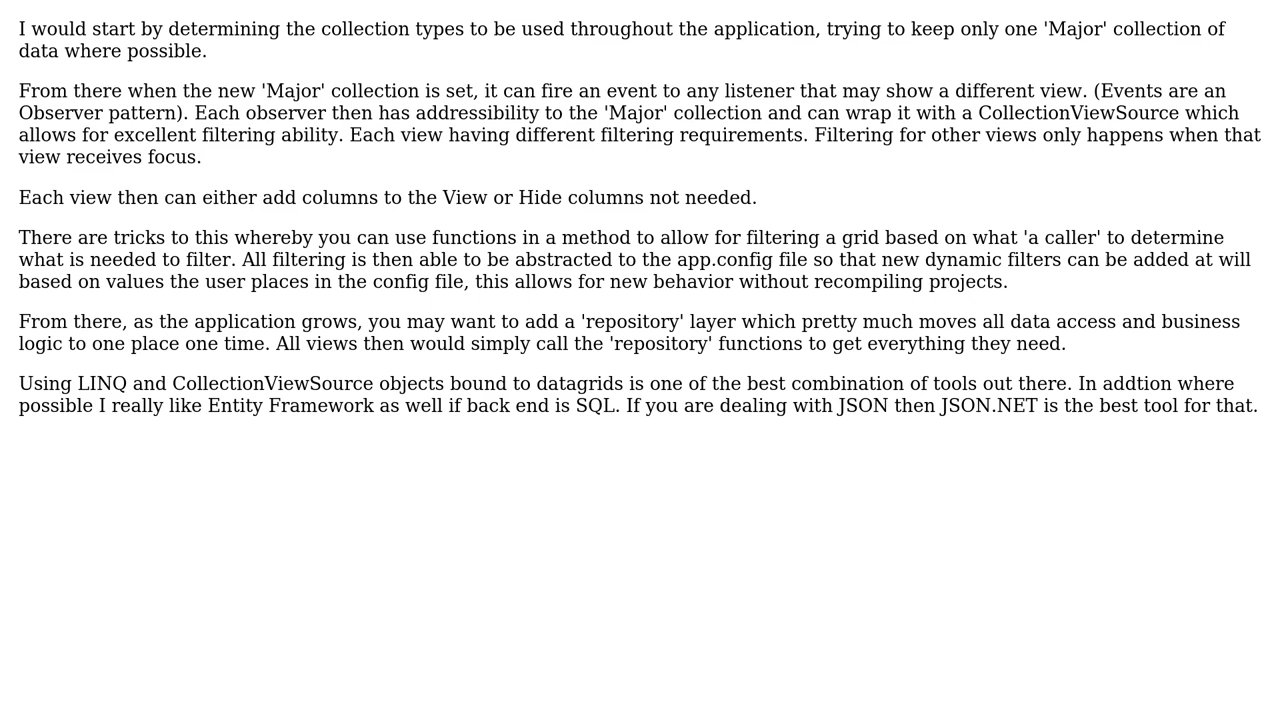 I would start by determining the collection types to be used throughout the application, trying to keep only one 'Major' collection of
data where possible.
From there when the new 'Major' collection is set, it can fire an event to any listener that may show a different view. (Events are an
Observer pattern). Each observer then has addressibility to the 'Major' collection and can wrap it with a CollectionViewSource which
allows for excellent filtering ability. Each view having different filtering requirements. Filtering for other views only happens when that
view receives focus.
Each view then can either add columns to the View or Hide columns not needed.
There are tricks to this whereby you can use functions in a method to allow for filtering a grid based on what 'a caller' to determine
what is needed to filter. All filtering is then able to be abstracted to the app.config file so that new dynamic filters can be added at will
based on values the user places in the config file, this allows for new behavior without recompiling projects.
From there, as the application grows, you may want to add a 'repository' layer which pretty much moves all data access and business
logic to one place one time. All views then would simply call the 'repository' functions to get everything they need.
Using LINQ and CollectionViewSource objects bound to datagrids is one of the best combination of tools out there. In addtion where
possible I really like Entity Framework as well if back end is SQL. If you are dealing with JSON then JSON.NET is the best tool for that.